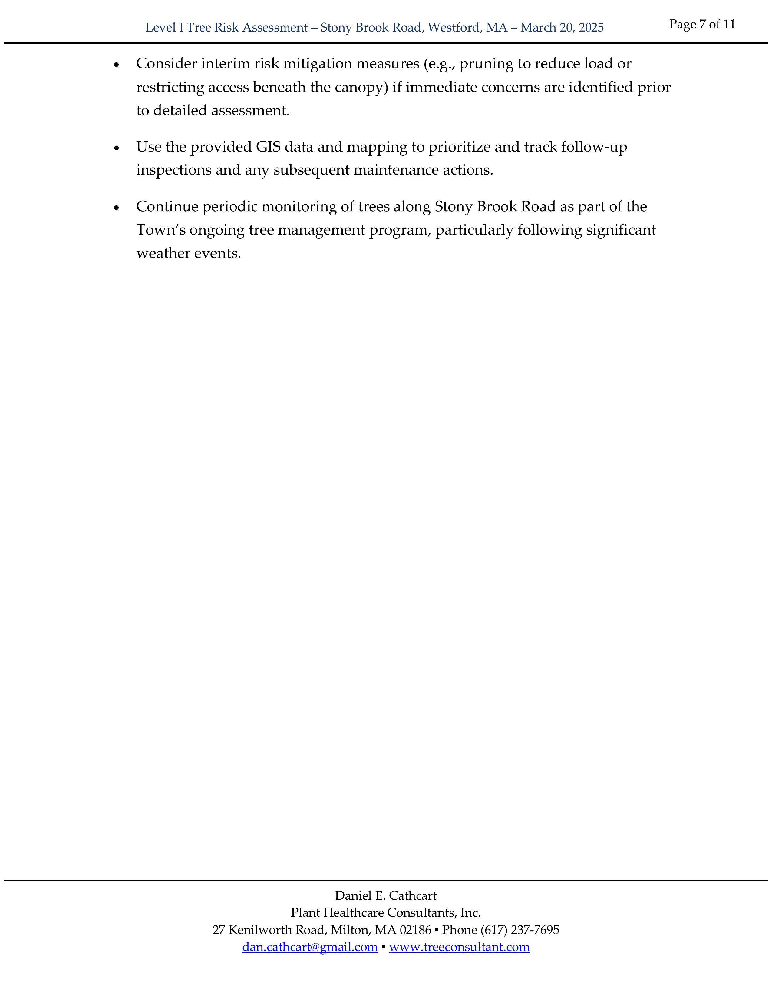 Level I Tree Risk Assessment – Stony Brook Road, Westford, MA – March 20, 2025
Page 7 of 11
• Consider interim risk mitigation measures (e.g., pruning to reduce load or
restricting access beneath the canopy) if immediate concerns are identified prior
to detailed assessment.
• Use the provided GIS data and mapping to prioritize and track follow-up
inspections and any subsequent maintenance actions.
• Continue periodic monitoring of trees along Stony Brook Road as part of the
Town’s ongoing tree management program, particularly following significant
weather events.
Daniel E. Cathcart
Plant Healthcare Consultants, Inc.
27 Kenilworth Road, Milton, MA 02186 ▪ Phone (617) 237-7695
dan.cathcart@gmail.com ▪ www.treeconsultant.com